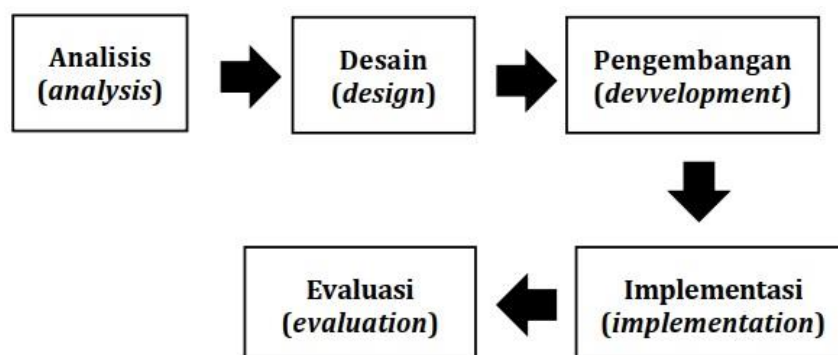 Analisis
(analysis)
Desain
(design)
Pengembangan
(devvelopment)
Implementasi
(implementation)
Evaluasi
(evaluation)